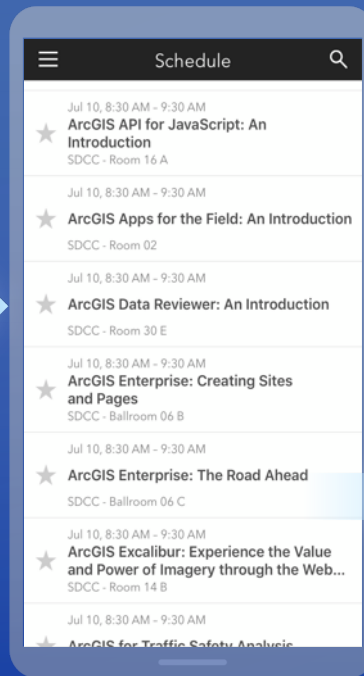 Schedule
Jul 10, 8:30 AM - 9:30 AM
ArcGIS API for JavaScript: An
Introduction
SDCC - Room 16 A
Jul 10, 8:30 AM - 9:30 AM
ArcGIS Apps for the Field: An Introduction
SDCC - Room 02
Jul 10, 8:30 AM - 9:30 AM
ArcGIS Data Reviewer: An Introduction
SDCC - Room 30 E
Jul 10, 8:30 AM - 9:30 AM
ArcGIS Enterprise: Creating Sites
and Pages
SDCC - Ballroom 06 B
Jul 10, 8:30 AM - 9:30 AM
ArcGIS Enterprise: The Road Ahead
SDCC - Ballroom 06 C
Jul 10, 8:30 AM - 9:30 AM
ArcGIS Excalibur: Experience the Value
and Power of Imagery through the Web...
SDCC - Room 14 B
Jul 10, 8:30 AM - 9:30 AM
ArcGIS for Traffic Safety Analysis